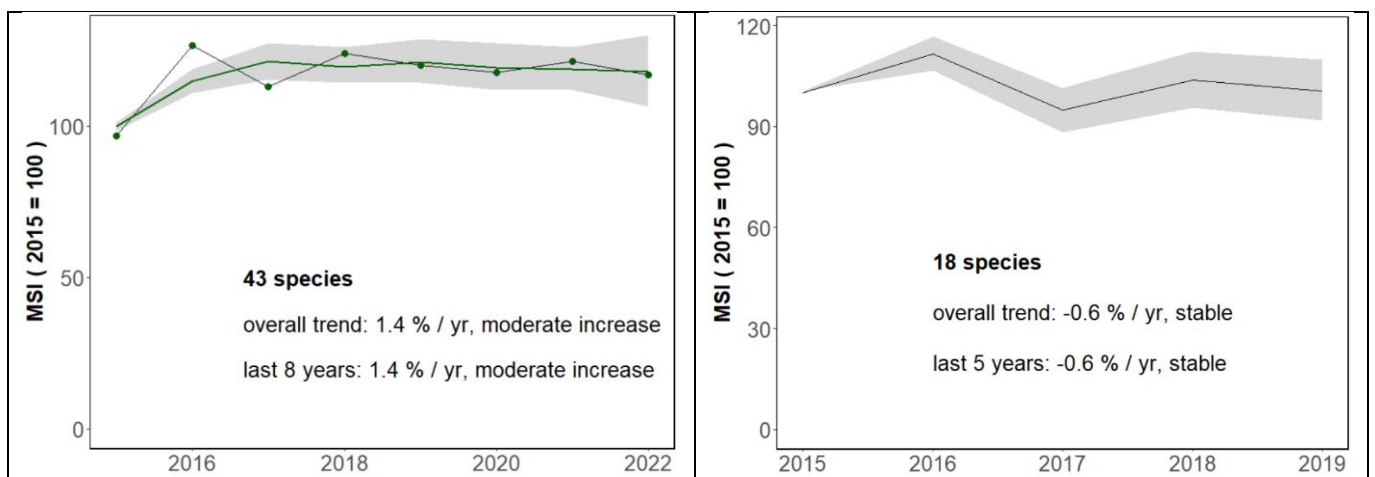 MSI ( 2015 = 100 )
100
50
0
43 species
overall trend: 1.4 % / yr, moderate increase
last 8 years: 1.4 % / yr, moderate increase
2016 2018 2020 2022
MSI ( 2015 = 100 )
120
90
60
30
0
18 species
overall trend: -0.6 % / yr, stable
last 5 years: -0.6 % / yr, stable
2015 2016 2017 2018 2019